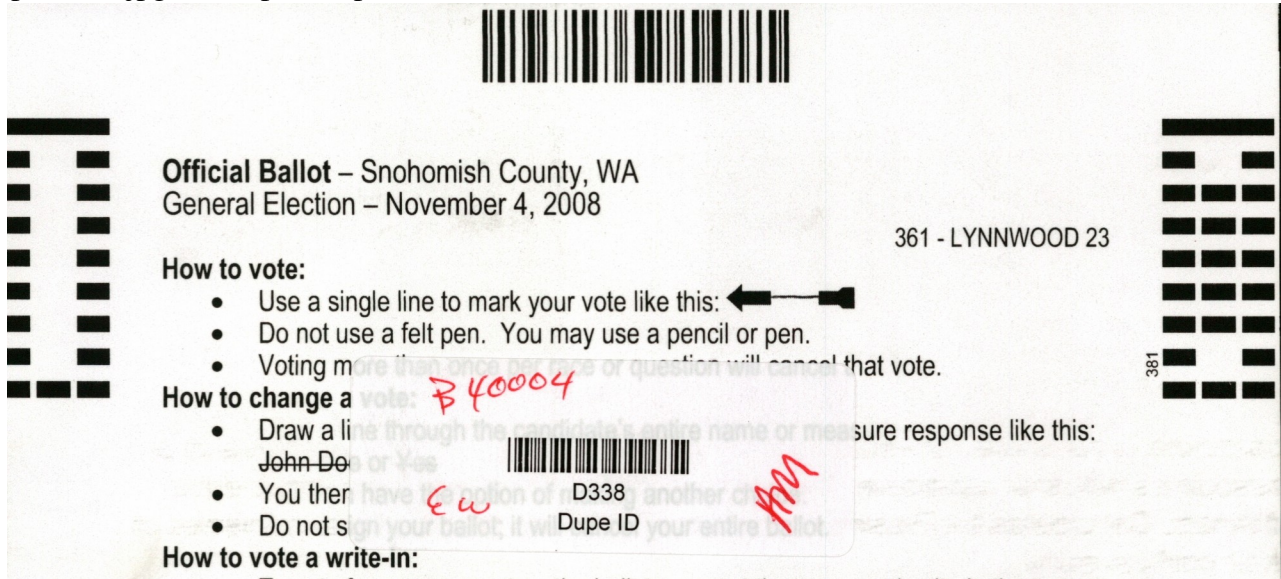 Official Ballot – Snohomish County, WA
General Election – November 4, 2008
361 - LYNNWOOD 23
How to vote:
• Use a single line to mark your vote like this:
• Do not use a felt pen. You may use a pencil or pen.
• Voting more than once per race or question will cancel that vote.
381
How to change a vote:
B40004
• Draw a line through the candidate's entire name or measure response like this:
John Doe or Yes
• You then have the option of making another choice.
EW
D338
AM
• Do not sign your ballot; it will cancel your entire ballot.
Dupe ID
How to vote a write-in: